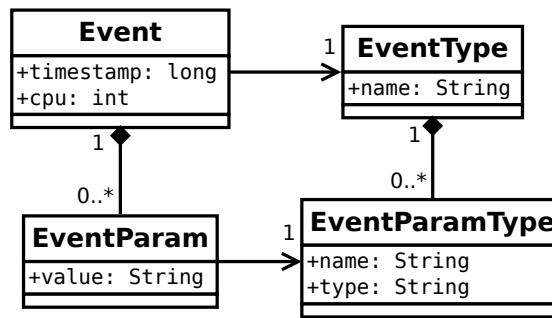 Event
+timestamp: long
+cpu: int
1
EventType
+name: String
1
0..*
1
0..*
EventParam
+value: String
1
EventParamType
+name: String
+type: String